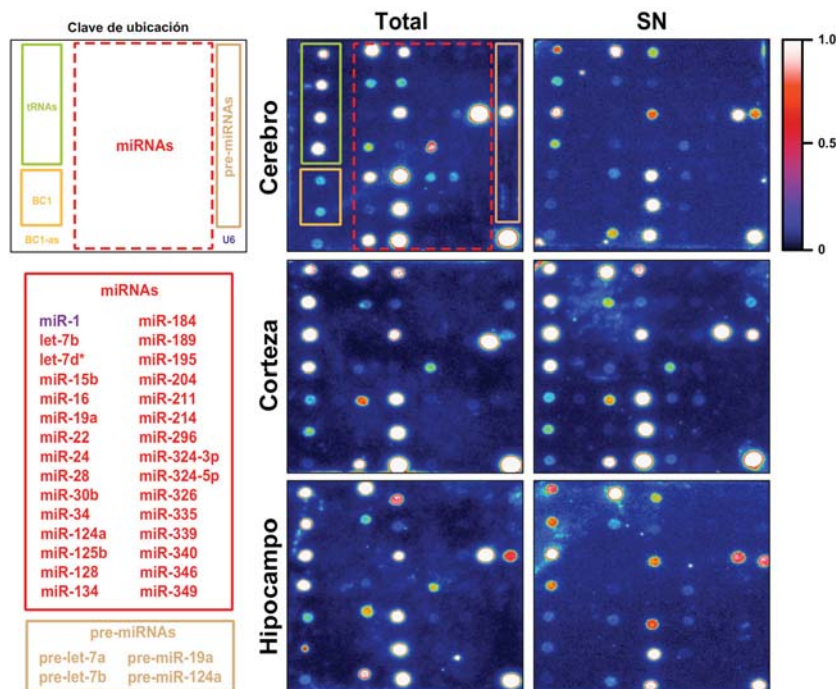 Clave de ubicación
Total
SN
tRNAs
miRNAs
pre-miRNAs
BC1
BC1-as
U6
Cerebro
1.0
0.5
0
miRNAs
miR-1 miR-184
let-7b miR-189
let-7d* miR-195
miR-15b miR-204
miR-16 miR-211
miR-19a miR-214
miR-22 miR-296
miR-24 miR-324-3p
miR-28 miR-324-5p
miR-30b miR-326
miR-34 miR-335
miR-124a miR-339
miR-125b miR-340
miR-128 miR-346
miR-134 miR-349
Corteza
Hipocampo
pre-miRNAs
pre-let-7a pre-miR-19a
pre-let-7b pre-miR-124a